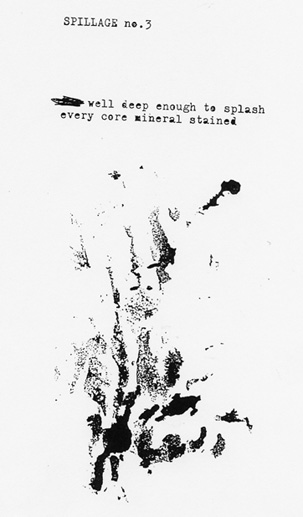 SPILLAGE no.3
well deep enough to splash
every core mineral stained